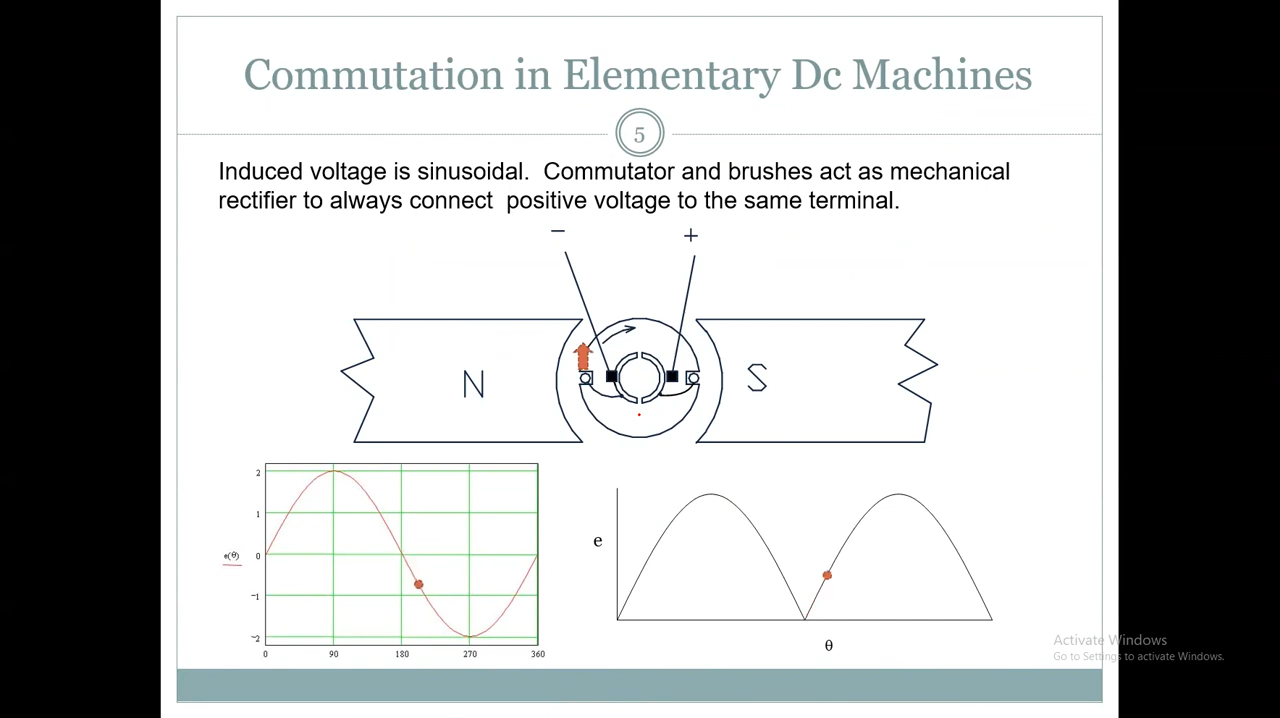 Commutation in Elementary Dc Machines
5
Induced voltage is sinusoidal.  Commutator and brushes act as mechanical
rectifier to always connect  positive voltage to the same terminal.
− +
N S
2
1
e(θ) 0
−1
−2
0 90 180 270 360
e
θ
Activate Windows
Go to Settings to activate Windows.